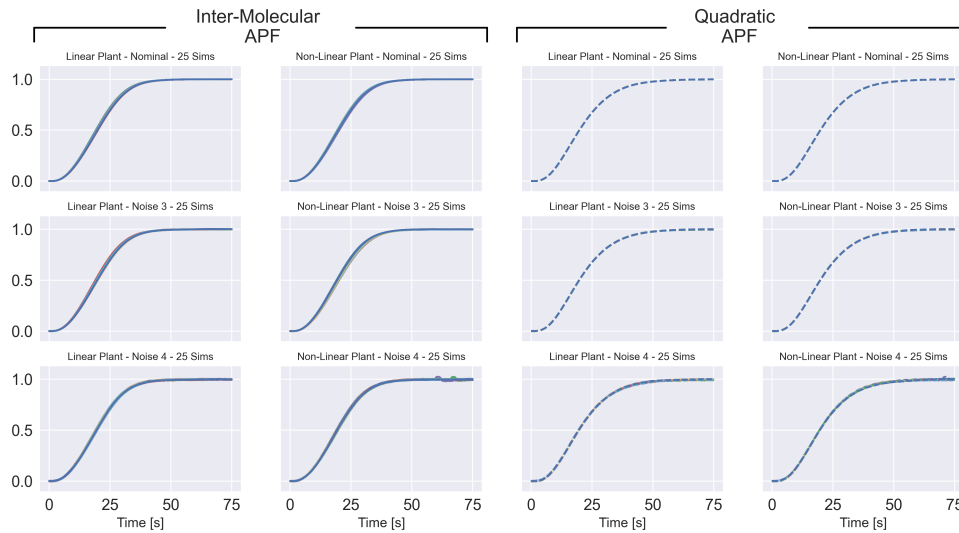 Inter-Molecular
APF
Quadratic
APF
Linear Plant - Nominal - 25 Sims
Non-Linear Plant - Nominal - 25 Sims
Linear Plant - Nominal - 25 Sims
Non-Linear Plant - Nominal - 25 Sims
1.0
0.5
0.0
Linear Plant - Noise 3 - 25 Sims
Non-Linear Plant - Noise 3 - 25 Sims
Linear Plant - Noise 3 - 25 Sims
Non-Linear Plant - Noise 3 - 25 Sims
1.0
0.5
0.0
Linear Plant - Noise 4 - 25 Sims
Non-Linear Plant - Noise 4 - 25 Sims
Linear Plant - Noise 4 - 25 Sims
Non-Linear Plant - Noise 4 - 25 Sims
1.0
0.5
0.0
0 25 50 75
0 25 50 75
0 25 50 75
0 25 50 75
Time [s]
Time [s]
Time [s]
Time [s]